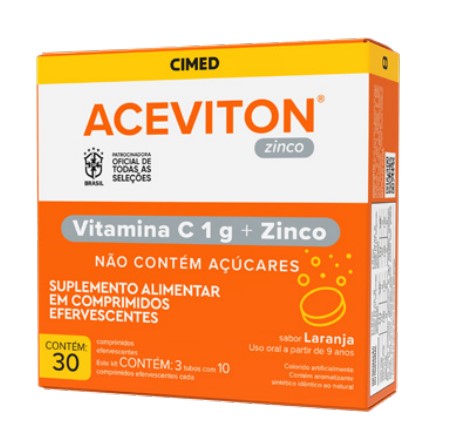 CIMED
ACEVITON®
zinco
BRASIL
PATROCINADORA
OFICIAL DE
TODAS AS
SELEÇÕES
Vitamina C 1 g + Zinco
NÃO CONTÉM AÇÚCARES
SUPLEMENTO ALIMENTAR
EM COMPRIMIDOS
EFERVESCENTES
sabor Laranja
Uso oral a partir de 9 anos
CONTÉM:
30
comprimidos
efervescentes
Este kit CONTÉM: 3 tubos com 10
comprimidos efervescentes cada
Colorido artificialmente
Contém aromatizante
sintético idêntico ao natural